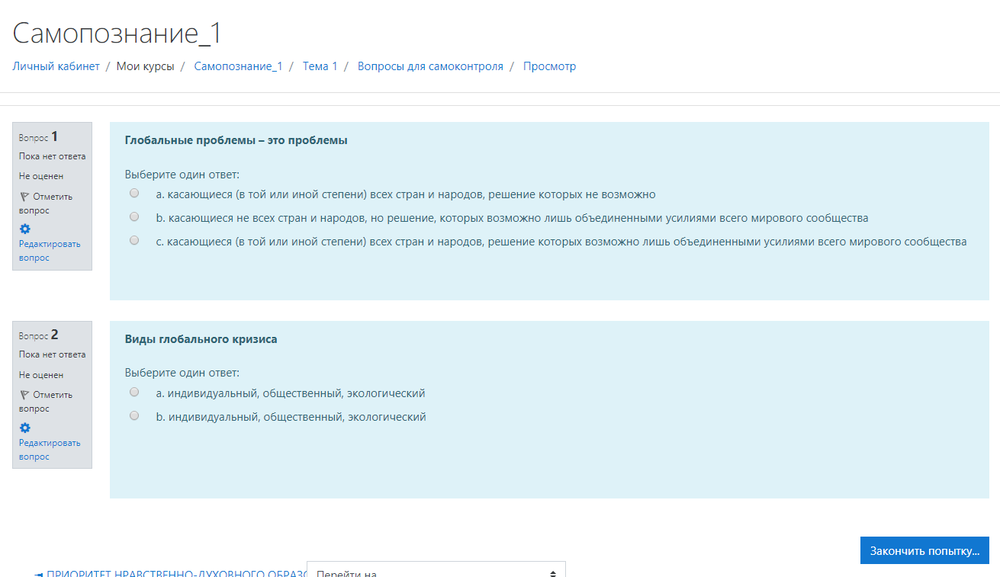 Самопознание_1
Личный кабинет / Мои курсы / Самопознание_1 / Тема 1 / Вопросы для самоконтроля / Просмотр
Вопрос 1
Пока нет ответа
Не оценен
Отметить
вопрос
Редактировать
вопрос
Глобальные проблемы – это проблемы
Выберите один ответ:
a. касающиеся (в той или иной степени) всех стран и народов, решение которых не возможно
b. касающиеся не всех стран и народов, но решение, которых возможно лишь объединенными усилиями всего мирового сообщества
c. касающиеся (в той или иной степени) всех стран и народов, решение которых возможно лишь объединенными усилиями всего мирового сообщества
Вопрос 2
Пока нет ответа
Не оценен
Отметить
вопрос
Редактировать
вопрос
Виды глобального кризиса
Выберите один ответ:
a. индивидуальный, общественный, экологический
b. индивидуальный, общественный, экологический
Закончить попытку...
◄ ПРИОРИТЕТ НРАВСТВЕННО-ДУХОВНОГО ОБРАЗО
Перейти на...